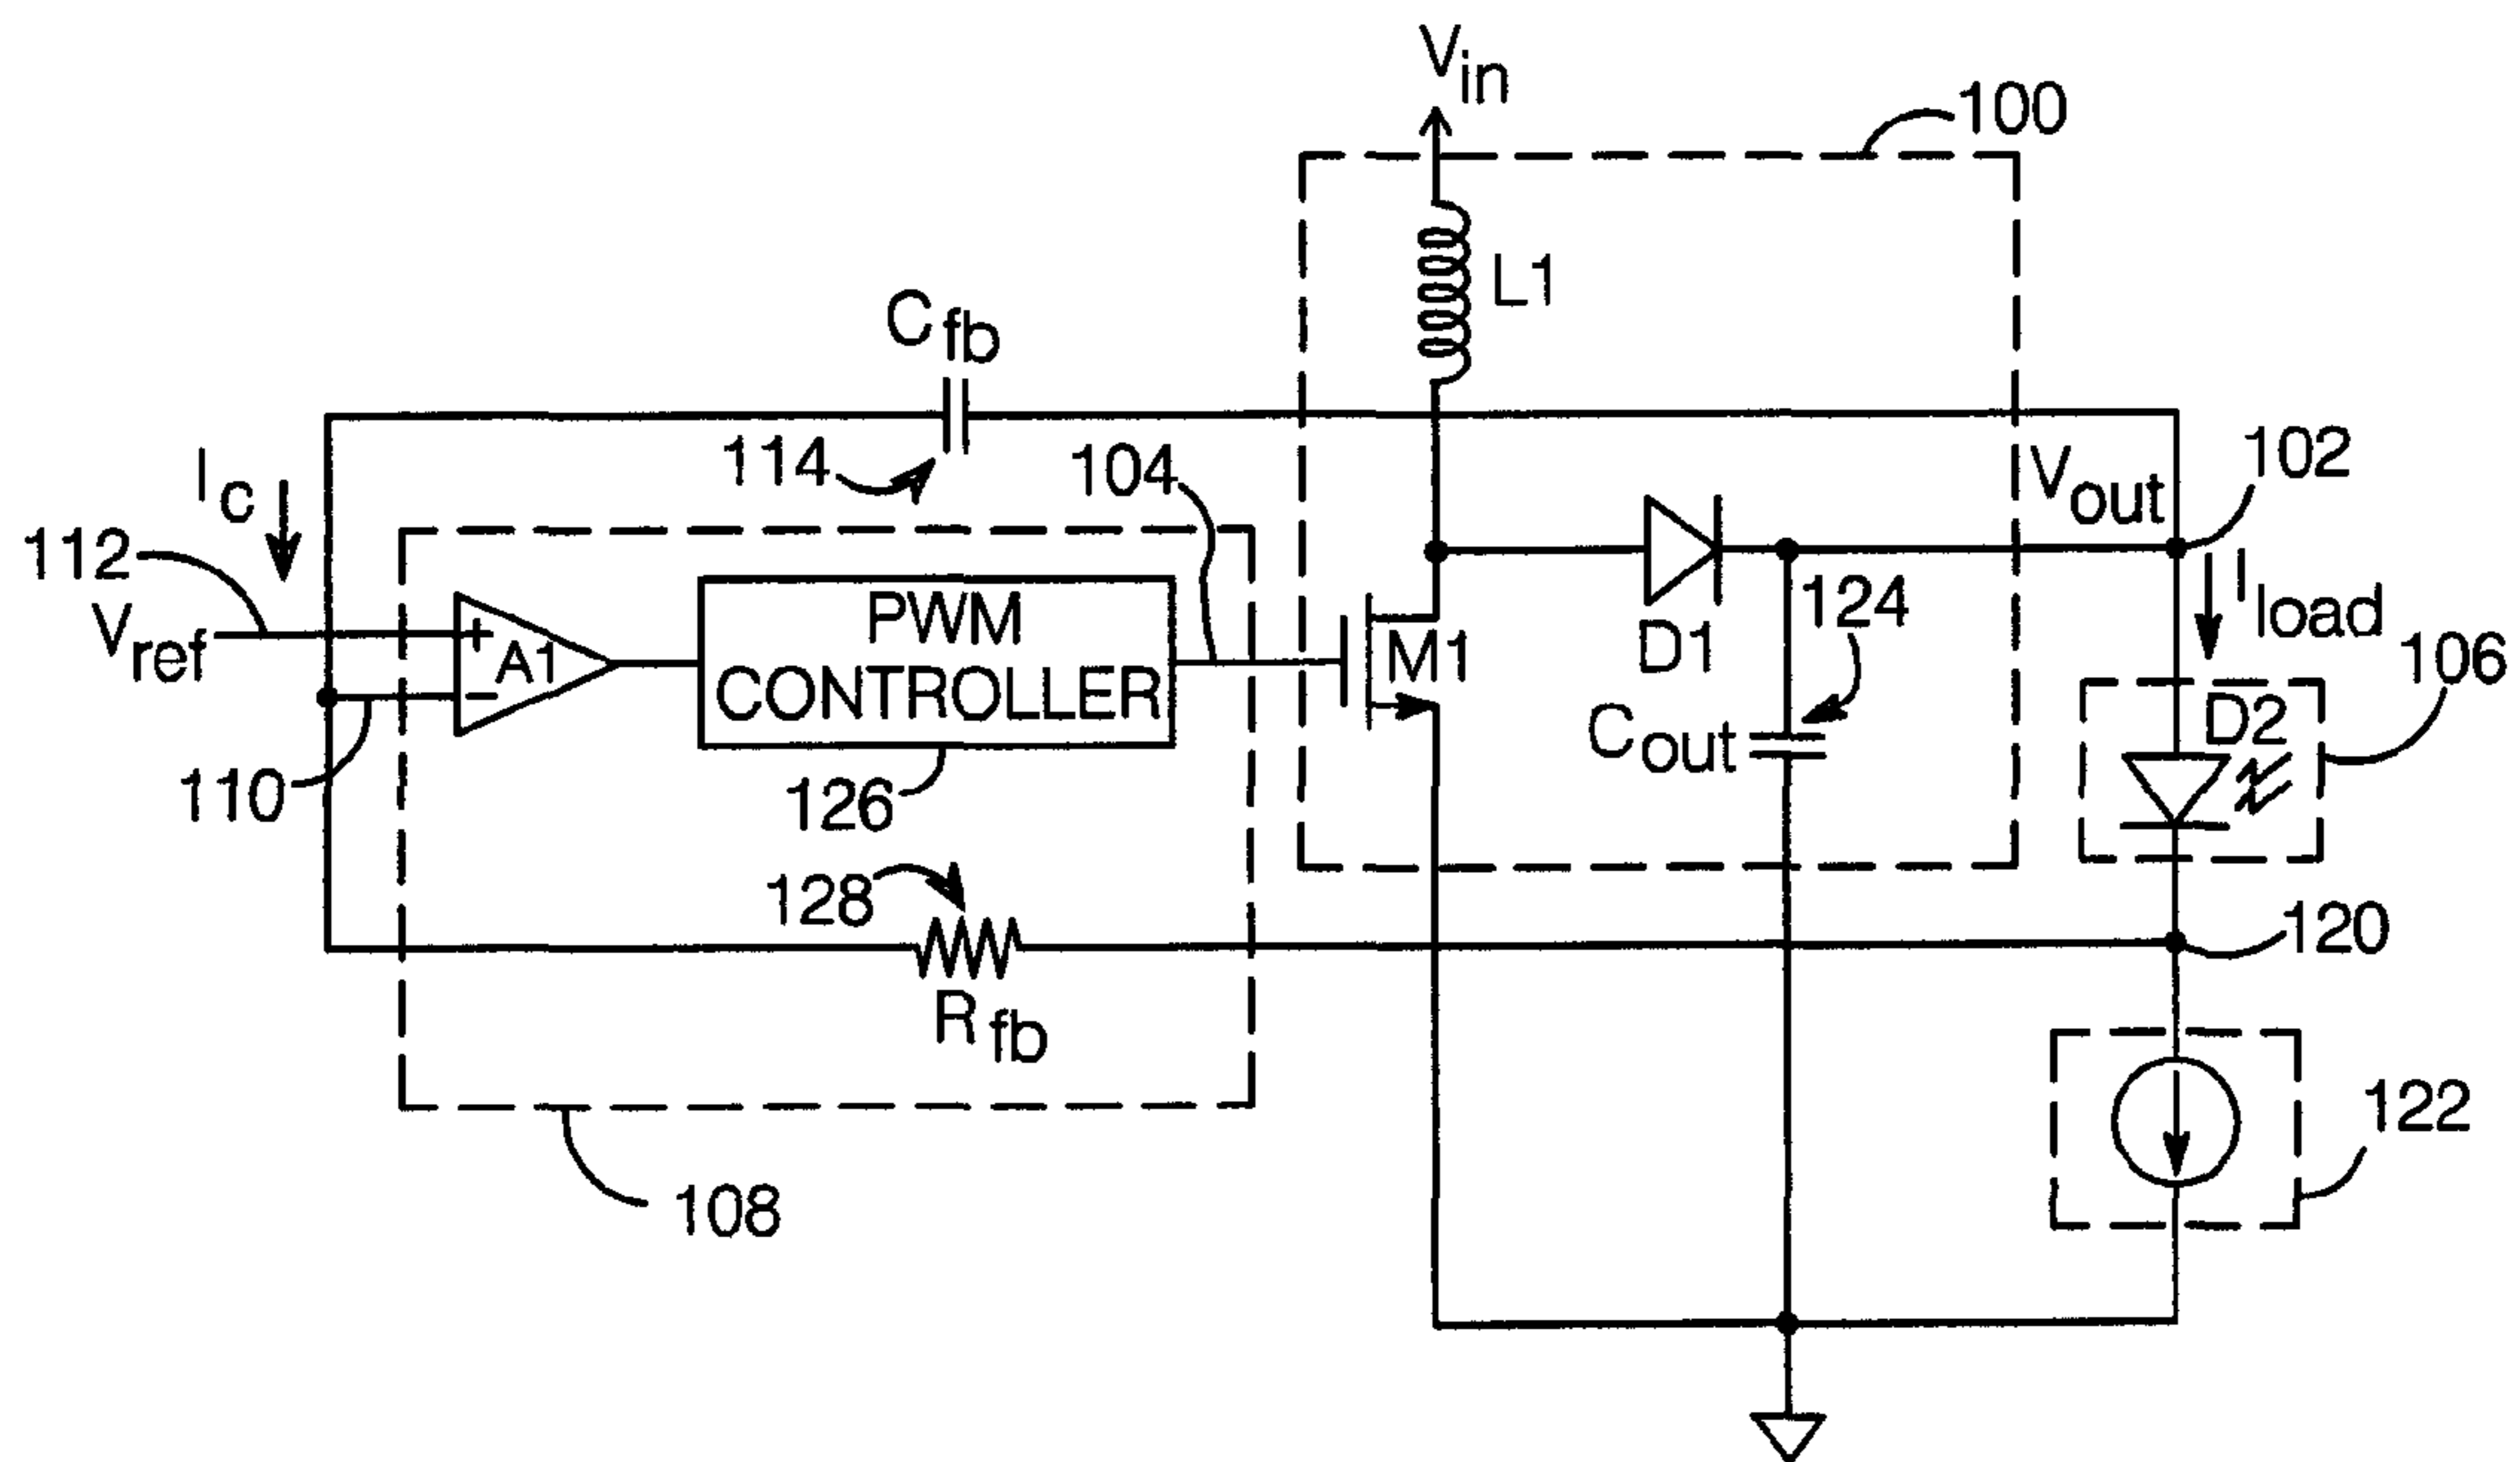 Vin
100
L1
Cfb
114
104
102
Vout
Ic
112
Vref
+
A1
−
PWM
CONTROLLER
M1
D1
124
Iload
106
D2
Cout
110
126
128
Rfb
120
122
108